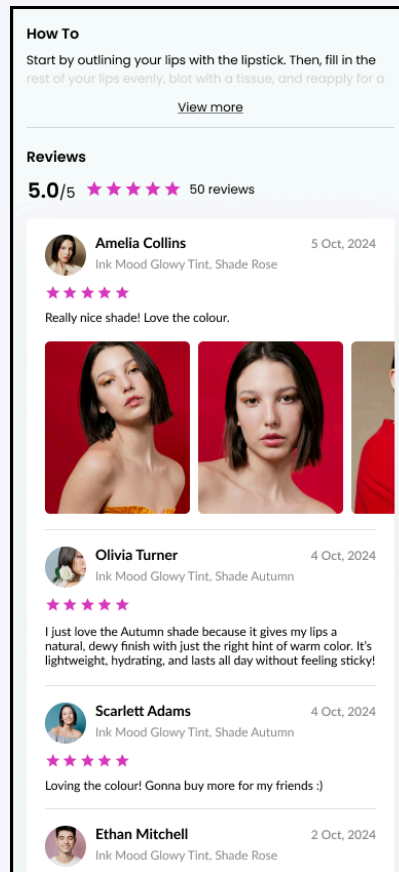 How To
Start by outlining your lips with the lipstick. Then, fill in the
rest of your lips evenly, blot with a tissue, and reapply for a
View more
Reviews
5.0/5 50 reviews
Amelia Collins 5 Oct, 2024
Ink Mood Glowy Tint, Shade Rose
Really nice shade! Love the colour.
Olivia Turner 4 Oct, 2024
Ink Mood Glowy Tint, Shade Autumn
I just love the Autumn shade because it gives my lips a
natural, dewy finish with just the right hint of warm color. It's
lightweight, hydrating, and lasts all day without feeling sticky!
Scarlett Adams 4 Oct, 2024
Ink Mood Glowy Tint, Shade Autumn
Loving the colour! Gonna buy more for my friends :)
Ethan Mitchell 2 Oct, 2024
Ink Mood Glowy Tint, Shade Rose